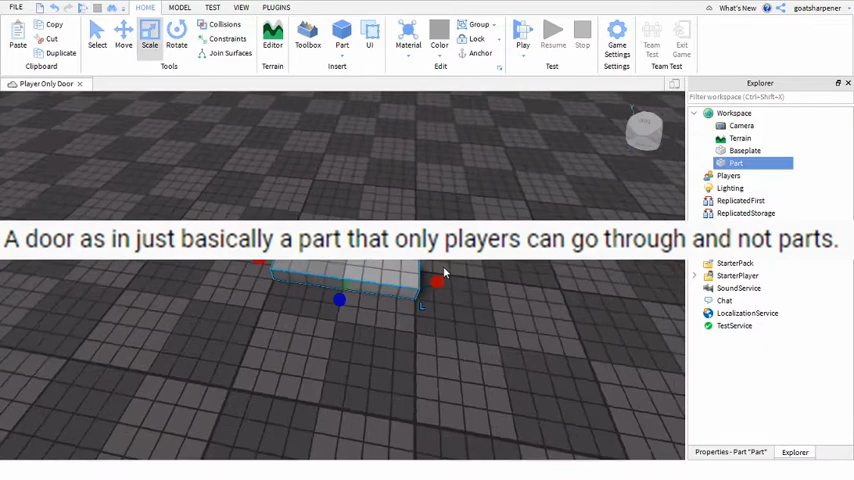 FILE HOME MODEL TEST VIEW PLUGINS What's New goatsharpener
Paste Copy Cut Duplicate Select Move Scale Rotate Collisions Constraints Join Surfaces Editor Toolbox Part UI Material Color Group Lock Anchor Play Resume Stop Game Settings Team Test Exit Game
Clipboard Tools Terrain Insert Edit Test Settings Team Test
Player Only Door
Explorer
Filter workspace (Ctrl+Shift+X)
Workspace
Camera
Terrain
Baseplate
Part
Players
Lighting
ReplicatedFirst
ReplicatedStorage
A door as in just basically a part that only players can go through and not parts.
StarterPack
StarterPlayer
SoundService
Chat
LocalizationService
TestService
Properties - Part "Part" Explorer